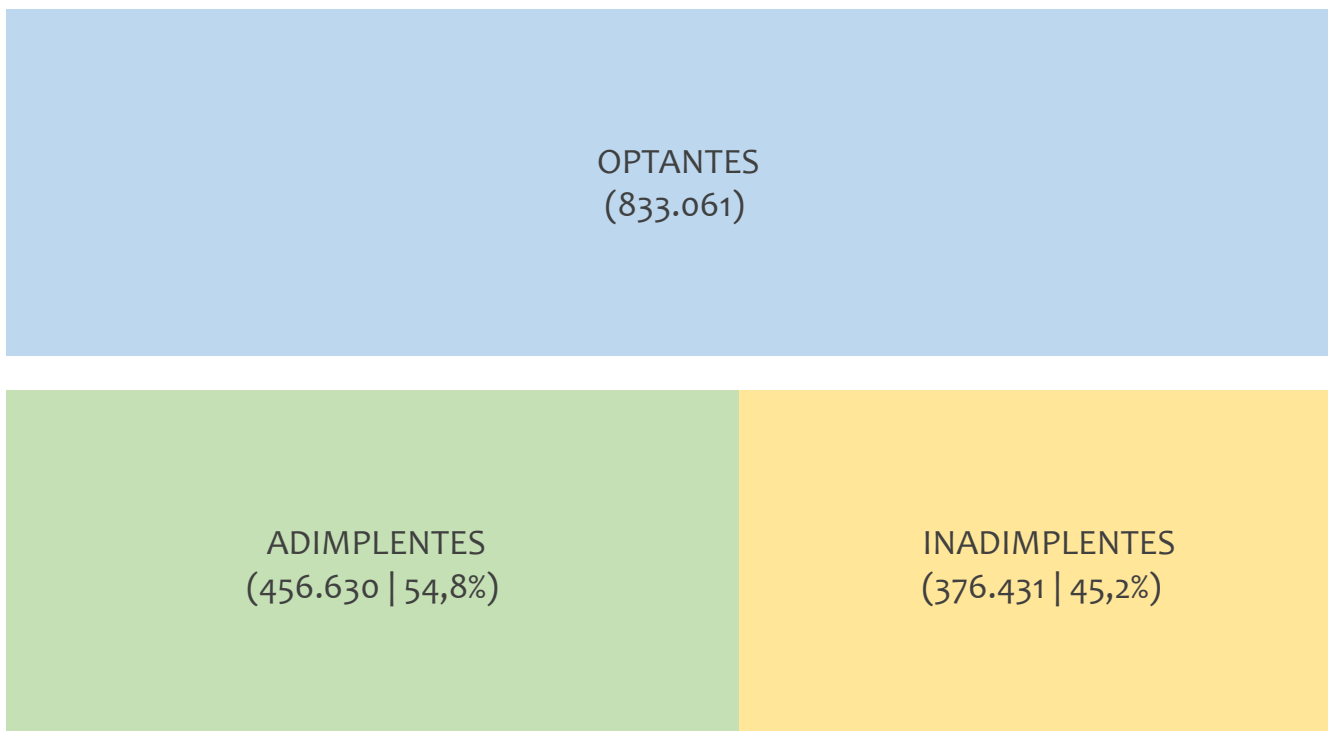 OPTANTES
(833.061)
ADIMPLENTES
(456.630 | 54,8%)
INADIMPLENTES
(376.431 | 45,2%)